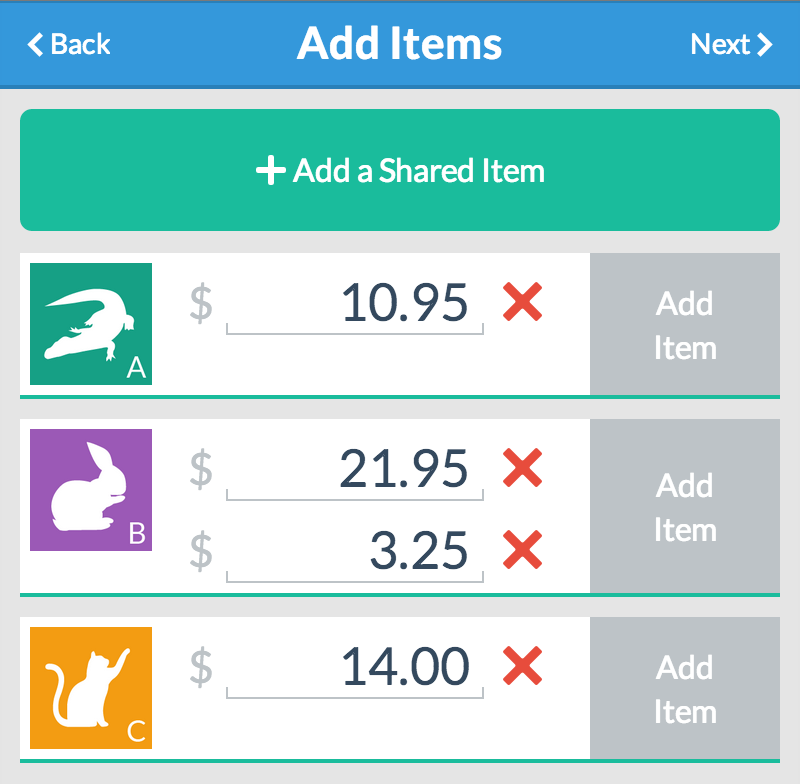 Back
Add Items
Next
Add a Shared Item
A
$ 10.95
Add
Item
B
$ 21.95
$ 3.25
Add
Item
C
$ 14.00
Add
Item